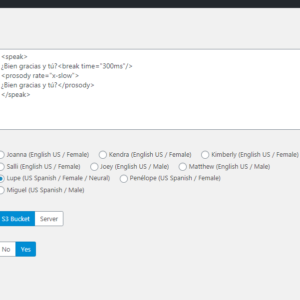 <speak>
¿Bien gracias y tú?<break time="300ms"/>
<prosody rate="x-slow">
¿Bien gracias y tú?</prosody>
</speak>
Joanna (English US / Female) Kendra (English US / Female) Kimberly (English US / Female)
Salli (English US / Female) Joey (English US / Male) Matthew (English US / Male)
Lupe (US Spanish / Female / Neural) Penélope (US Spanish / Female)
Miguel (US Spanish / Male)
S3 Bucket Server
No Yes